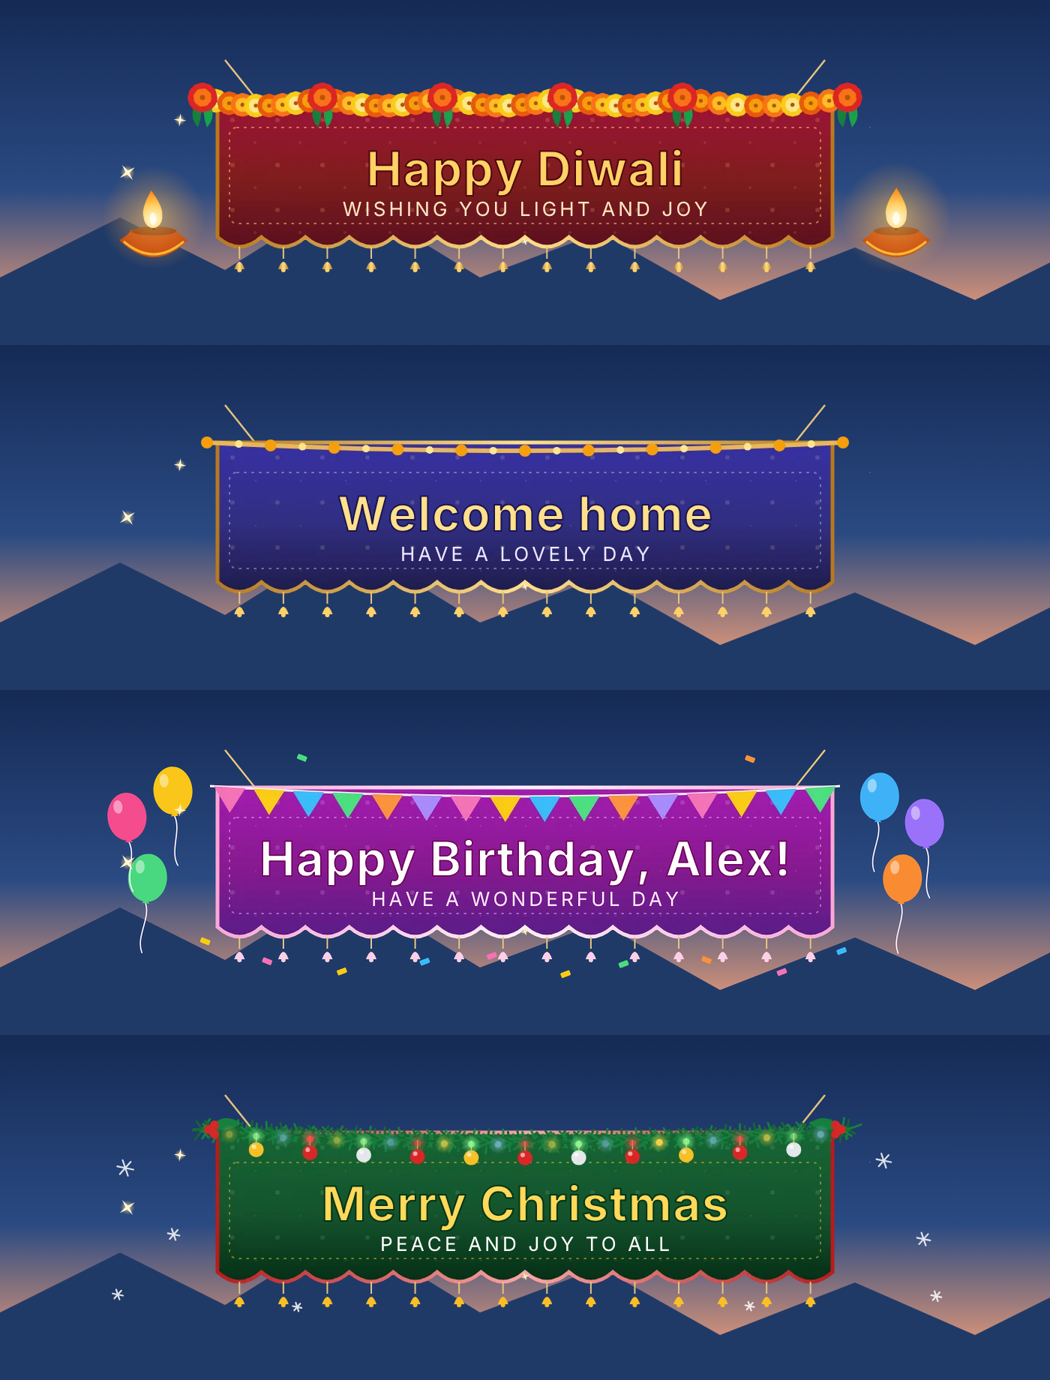 Happy Diwali
WISHING YOU LIGHT AND JOY
Welcome home
HAVE A LOVELY DAY
Happy Birthday, Alex!
HAVE A WONDERFUL DAY
Merry Christmas
PEACE AND JOY TO ALL